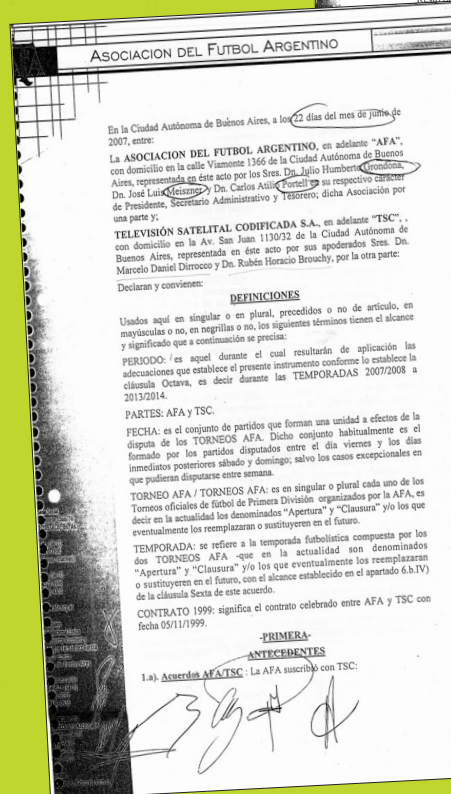 ASOCIACION DEL FUTBOL ARGENTINO
En la Ciudad Autónoma de Buenos Aires, a los 22 días del mes de junio de
2007, entre:
La ASOCIACION DEL FUTBOL ARGENTINO, en adelante "AFA",
con domicilio en la calle Viamonte 1366 de la Ciudad Autónoma de Buenos
Aires, representada en éste acto por los Sres. Dn. Julio Humberto Grondona,
Dn. José Luis Meiszner y Dn. Carlos Atilio Portell en su respectivo carácter
de Presidente, Secretario Administrativo y Tesorero; dicha Asociación por
una parte y;
TELEVISIÓN SATELITAL CODIFICADA S.A., en adelante "TSC", ,
con domicilio en la Av. San Juan 1130/32 de la Ciudad Autónoma de
Buenos Aires, representada en éste acto por sus apoderados Sres. Dn.
Marcelo Daniel Dirrocco y Dn. Rubén Horacio Brouchy, por la otra parte:
Declaran y convienen:
DEFINICIONES
Usados aquí en singular o en plural, precedidos o no de artículo, en
mayúsculas o no, en negrillas o no, los siguientes términos tienen el alcance
y significado que a continuación se precisa:
PERIODO: es aquel durante el cual resultarán de aplicación las
adecuaciones que establece el presente instrumento conforme lo establece la
cláusula Octava, es decir durante las TEMPORADAS 2007/2008 a
2013/2014.
PARTES: AFA y TSC.
FECHA: es el conjunto de partidos que forman una unidad a efectos de la
disputa de los TORNEOS AFA. Dicho conjunto habitualmente es el
formado por los partidos disputados entre el día viernes y los días
inmediatos posteriores sábado y domingo; salvo los casos excepcionales en
que pudieran disputarse entre semana.
TORNEO AFA / TORNEOS AFA: es en singular o plural cada uno de los
Torneos oficiales de fútbol de Primera División organizados por la AFA, es
decir en la actualidad los denominados "Apertura" y "Clausura" y/o los que
eventualmente los reemplazaran o sustituyeren en el futuro.
TEMPORADA: se refiere a la temporada futbolística compuesta por los
dos TORNEOS AFA -que en la actualidad son denominados
"Apertura" y "Clausura" y/o los que eventualmente los reemplazaran
o sustituyeren en el futuro, con el alcance establecido en el apartado 6.b.IV)
de la cláusula Sexta de este acuerdo.
CONTRATO 1999: significa el contrato celebrado entre AFA y TSC con
fecha 05/11/1999.
-PRIMERA-
ANTECEDENTES
1.a). Acuerdos AFA/TSC : La AFA suscribió con TSC: